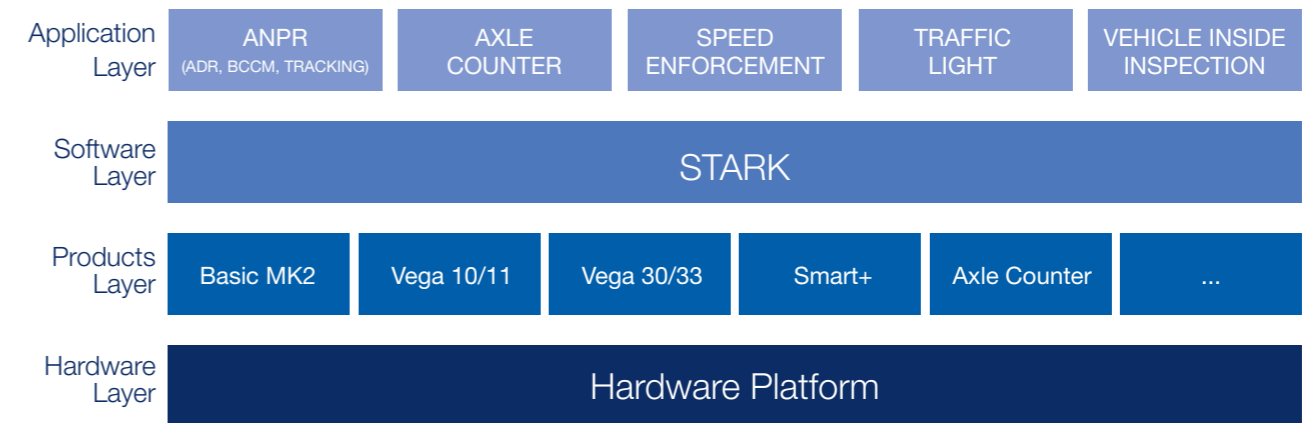 Application
Layer
ANPR
(ADR, BCCM, TRACKING)
AXLE
COUNTER
SPEED
ENFORCEMENT
TRAFFIC
LIGHT
VEHICLE INSIDE
INSPECTION
Software
Layer
STARK
Products
Layer
Basic MK2
Vega 10/11
Vega 30/33
Smart+
Axle Counter
...
Hardware
Layer
Hardware Platform